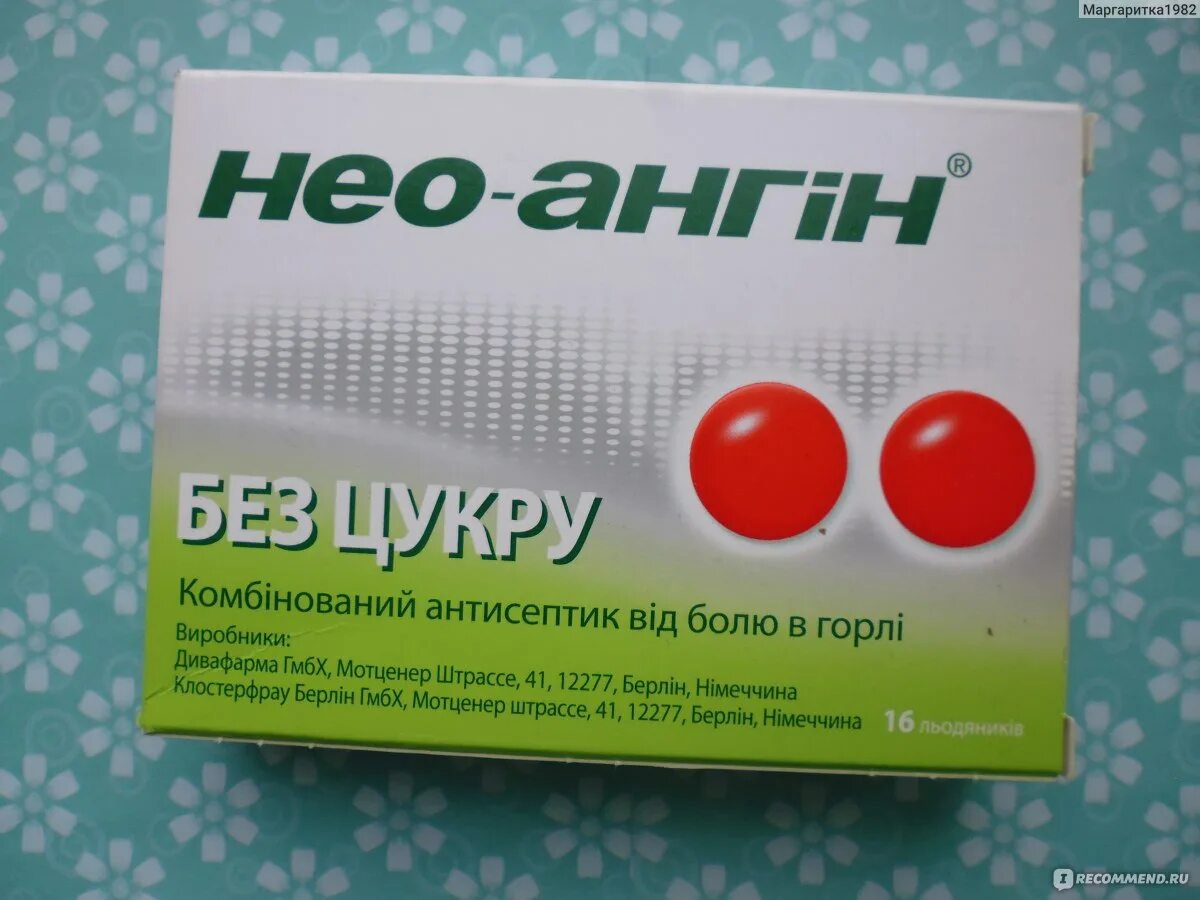 Маргаритка1982
нео-ангін®
БЕЗ ЦУКРУ
Комбінований антисептик від болю в горлі
Виробники:
Дивафарма ГмбХ, Мотценер Штрассе, 41, 12277, Берлін, Німеччина
Клостерфрау Берлін ГмбХ, Мотценер штрассе, 41, 12277, Берлін, Німеччина
16 льодяників
IRECOMMEND.RU